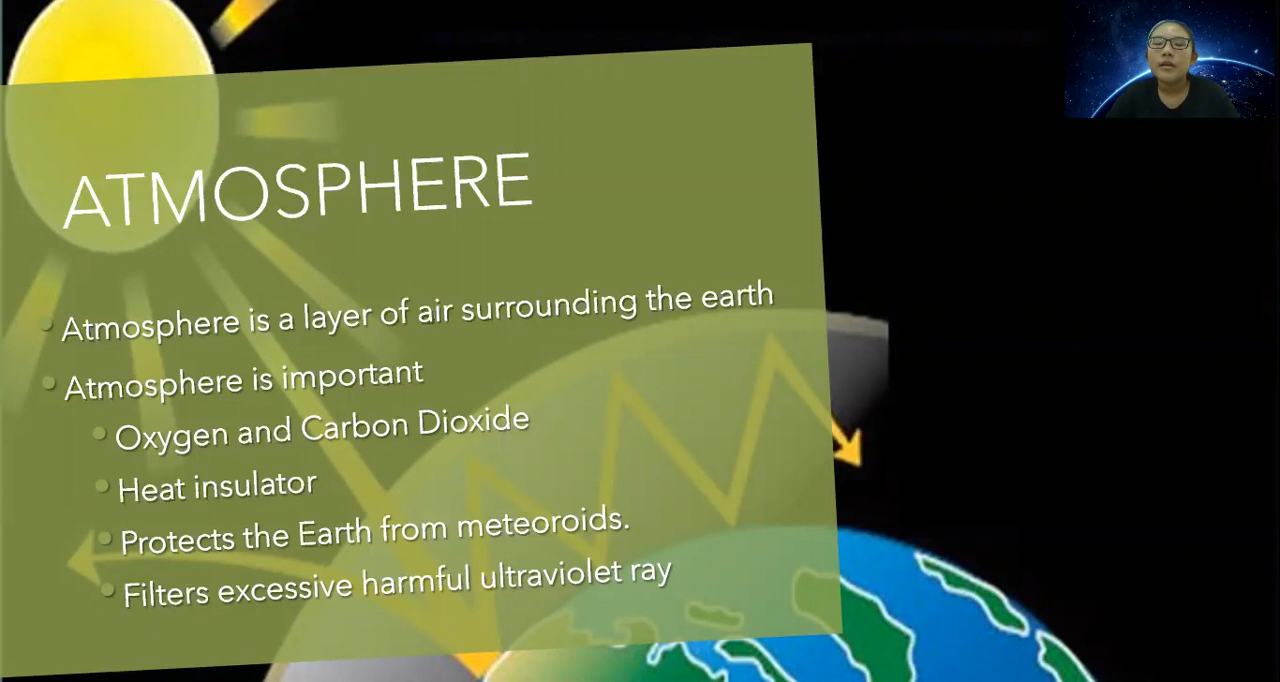 ATMOSPHERE
Atmosphere is a layer of air surrounding the earth
Atmosphere is important
Oxygen and Carbon Dioxide
Heat insulator
Protects the Earth from meteoroids.
Filters excessive harmful ultraviolet ray